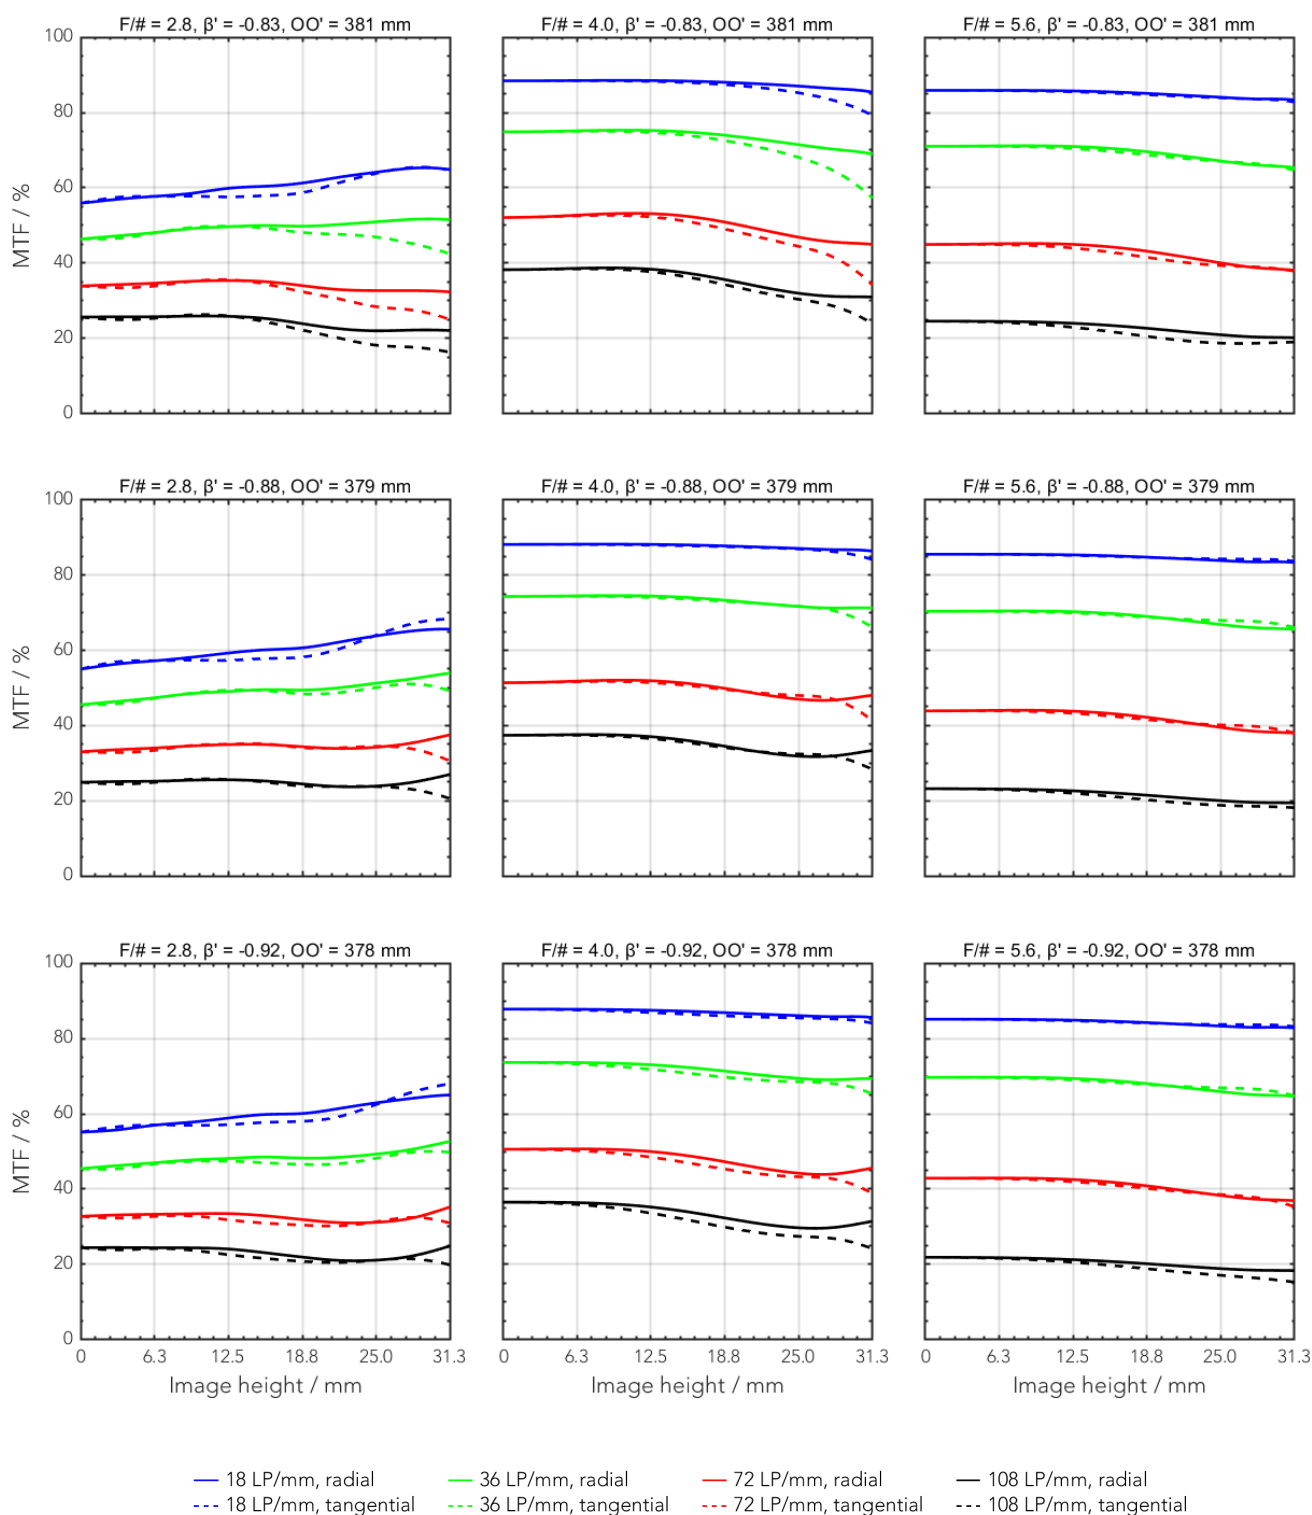 F/# = 2.8, β' = -0.83, OO' = 381 mm
F/# = 4.0, β' = -0.83, OO' = 381 mm
F/# = 5.6, β' = -0.83, OO' = 381 mm
100
80
60
40
20
0
MTF / %
F/# = 2.8, β' = -0.88, OO' = 379 mm
F/# = 4.0, β' = -0.88, OO' = 379 mm
F/# = 5.6, β' = -0.88, OO' = 379 mm
100
80
60
40
20
0
MTF / %
F/# = 2.8, β' = -0.92, OO' = 378 mm
F/# = 4.0, β' = -0.92, OO' = 378 mm
F/# = 5.6, β' = -0.92, OO' = 378 mm
100
80
60
40
20
0
MTF / %
0 6.3 12.5 18.8 25.0 31.3
0 6.3 12.5 18.8 25.0 31.3
0 6.3 12.5 18.8 25.0 31.3
Image height / mm
Image height / mm
Image height / mm
18 LP/mm, radial
36 LP/mm, radial
72 LP/mm, radial
108 LP/mm, radial
18 LP/mm, tangential
36 LP/mm, tangential
72 LP/mm, tangential
108 LP/mm, tangential